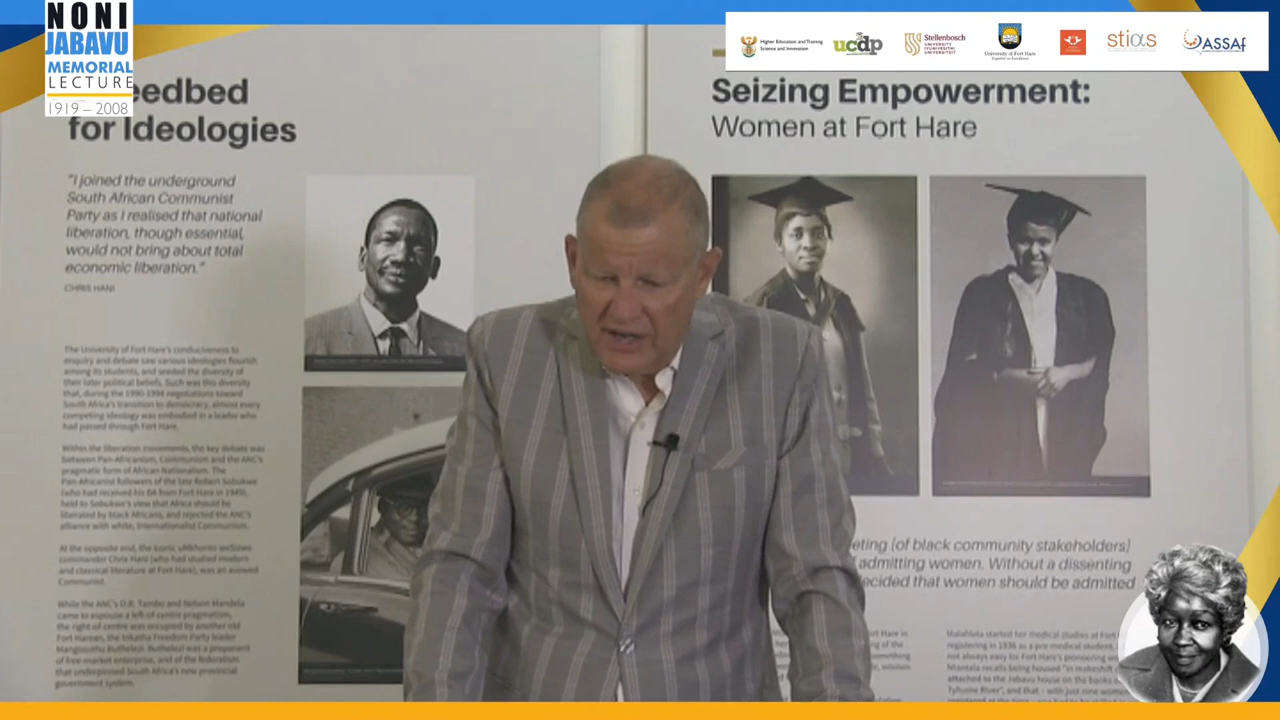 NONI
JABAVU
MEMORIAL
LECTURE
1919 – 2008
Higher Education and Training
Science and Innovation
ucdp
Stellenbosch
UNIVERSITY
University of Fort Hare
stias
ASSAf
eedbed
for Ideologies
"I joined the underground
South African Communist
Party as I realised that national
liberation, though essential,
would not bring about total
economic liberation."
CHRIS HANI
The University of Fort Hare's conduciveness to
enquiry and debate saw various ideologies flourish
among its students, and seeded the diversity of
their later political beliefs. Such was this diversity
that, during the 1990-1994 negotiations toward
South Africa's transition to democracy, almost every
competing ideology was embodied in a leader who
had passed through Fort Hare.
Within the liberation movements, the key debate was
between Pan-Africanism, Communism and the ANC's
pragmatic form of African Nationalism. The
Pan-Africanist followers of the late Robert Sobukwe
(who had received his BA from Fort Hare in 1949),
held to Sobukwe's view that Africa should be
liberated by black Africans, and rejected the ANC's
alliance with white, Internationalist Communism.
At the opposite end, the iconic uMkhonto weSizwe
commander Chris Hani (who had studied modern
and classical literature at Fort Hare), was an avowed
Communist.
While the ANC's O.R. Tambo and Nelson Mandela
came to espouse a left-of-centre pragmatism,
the right-of-centre was occupied by another old
Fort Harean, the Inkatha Freedom Party leader
Mangosuthu Buthelezi. Buthelezi was a proponent
of free-market enterprise, and of the federalism
that underpinned South Africa's new provincial
government system.
Seizing Empowerment:
Women at Fort Hare
eting (of black community stakeholders)
admitting women. Without a dissenting
ecided that women should be admitted
ort Hare in
ng of the
something
women
Malahlela started her medical studies at Fort
registering in 1936 as a pre medical student,
not always easy for Fort Hare's pioneering
Ntantala recalls being housed "in makeshift
attached to the Jabavu house on the banks
Tyhume River", and that - with just nine women